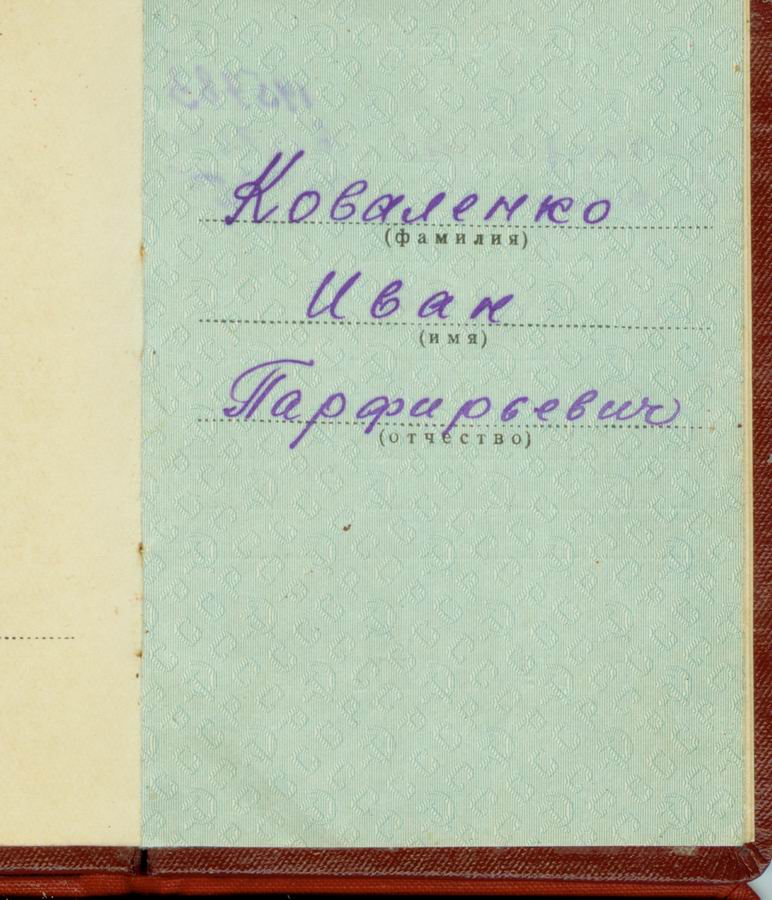 Коваленко
(фамилия)
Иван
(имя)
Парфирьевич
(отчество)